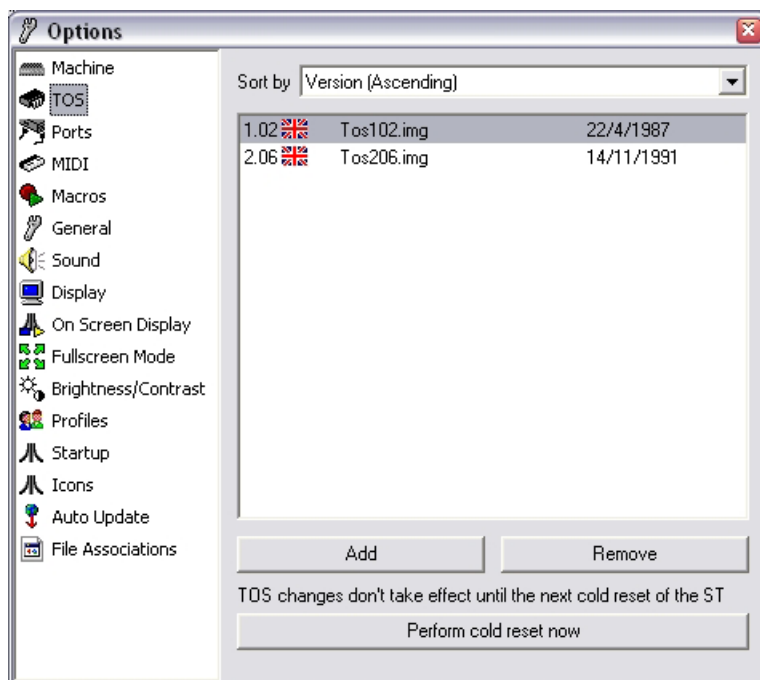 Options
Machine
TOS
Ports
MIDI
Macros
General
Sound
Display
On Screen Display
Fullscreen Mode
Brightness/Contrast
Profiles
Startup
Icons
Auto Update
File Associations
Sort by Version (Ascending)
1.02 Tos102.img 22/4/1987
2.06 Tos206.img 14/11/1991
Add Remove
TOS changes don't take effect until the next cold reset of the ST
Perform cold reset now